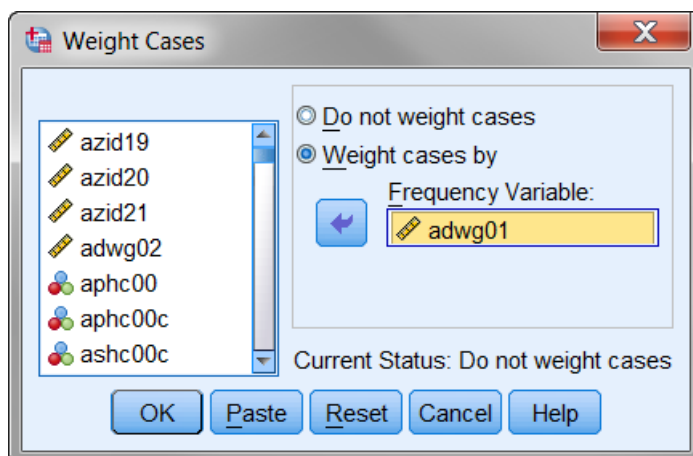 Weight Cases
X
azid19
azid20
azid21
adwg02
aphc00
aphc00c
ashc00c
Do not weight cases
Weight cases by
Frequency Variable:
adwg01
Current Status: Do not weight cases
OK Paste Reset Cancel Help